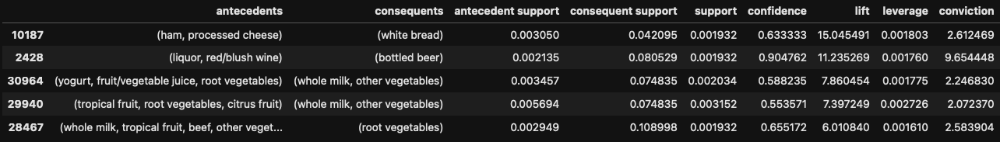 antecedents consequents antecedent support consequent support support confidence lift leverage conviction
10187 (ham, processed cheese) (white bread) 0.003050 0.042095 0.001932 0.633333 15.045491 0.001803 2.612469
2428 (liquor, red/blush wine) (bottled beer) 0.002135 0.080529 0.001932 0.904762 11.235269 0.001760 9.654448
30964 (yogurt, fruit/vegetable juice, root vegetables) (whole milk, other vegetables) 0.003457 0.074835 0.002034 0.588235 7.860454 0.001775 2.246830
29940 (tropical fruit, root vegetables, citrus fruit) (whole milk, other vegetables) 0.005694 0.074835 0.003152 0.553571 7.397249 0.002726 2.072370
28467 (whole milk, tropical fruit, beef, other veget... (root vegetables) 0.002949 0.108998 0.001932 0.655172 6.010840 0.001610 2.583904